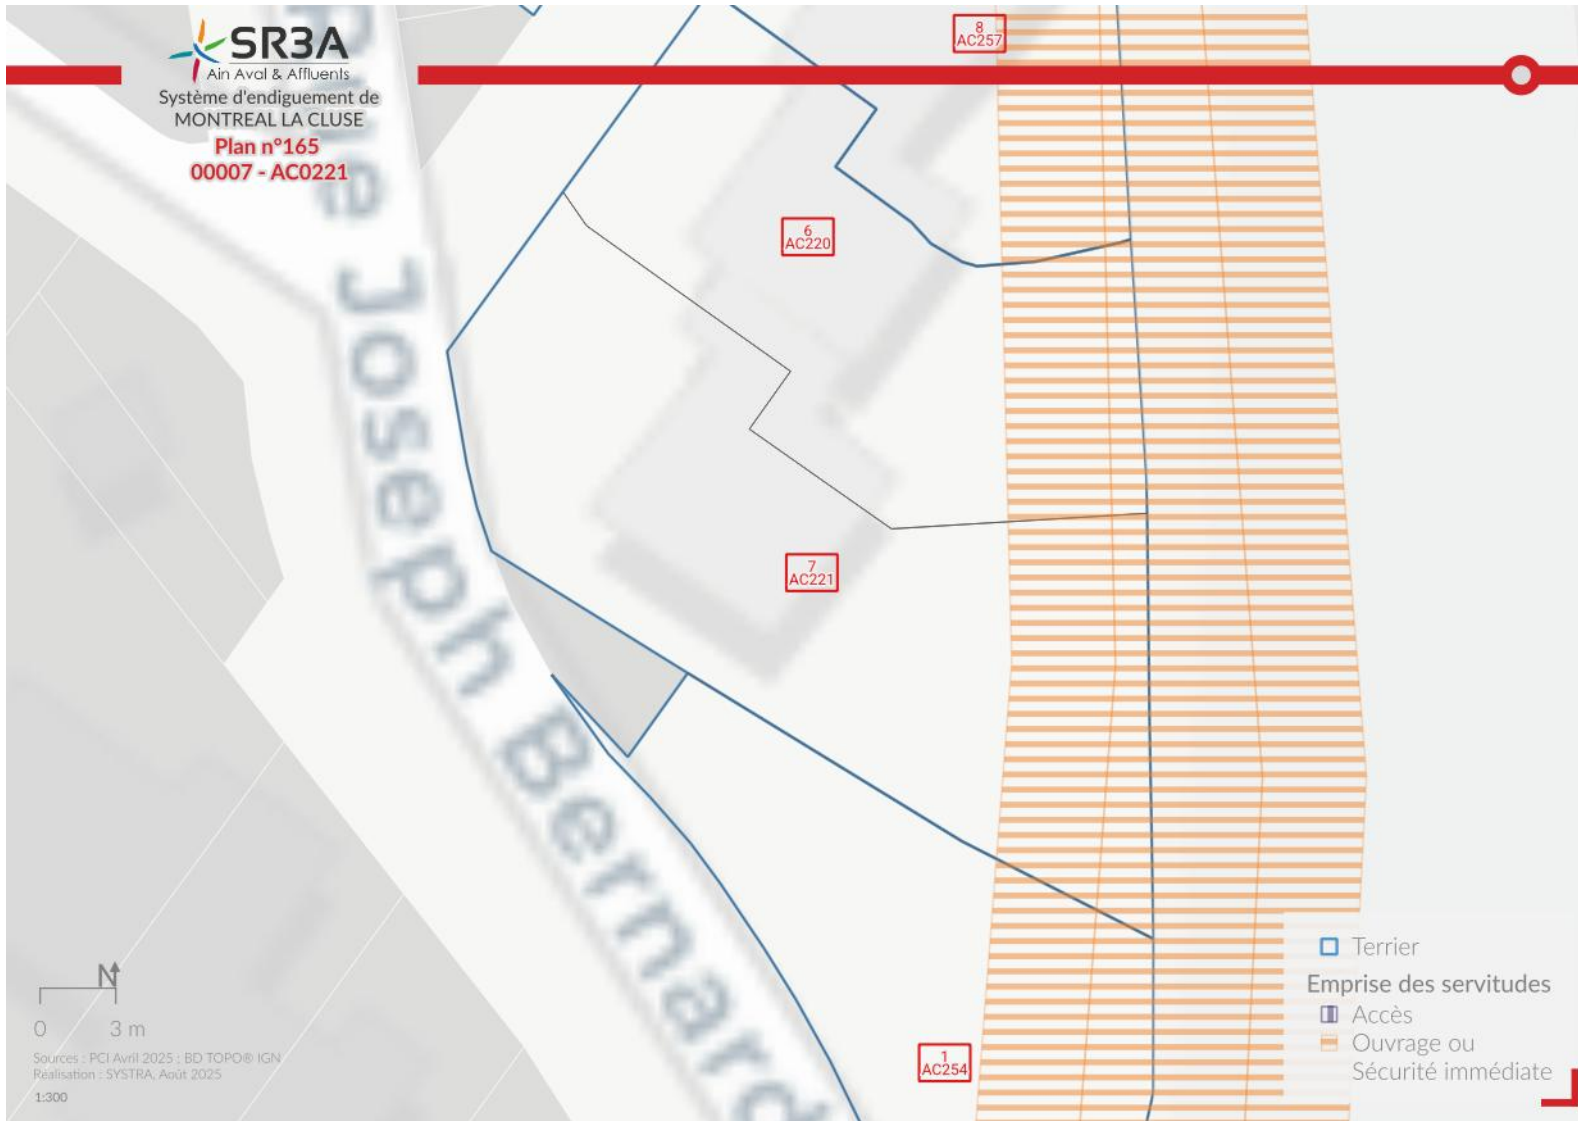 SR3A
Ain Aval & Affluents
Système d'endiguement de
MONTREAL LA CLUSE
Plan n°165
00007 - AC0221
8
AC257
6
AC220
7
AC221
1
AC254
Rue Joseph Bernard
N
0 3 m
Sources : PCI Avril 2025 ; BD TOPO® IGN
Réalisation : SYSTRA, Août 2025
1:300
Terrier
Emprise des servitudes
Accès
Ouvrage ou
Sécurité immédiate